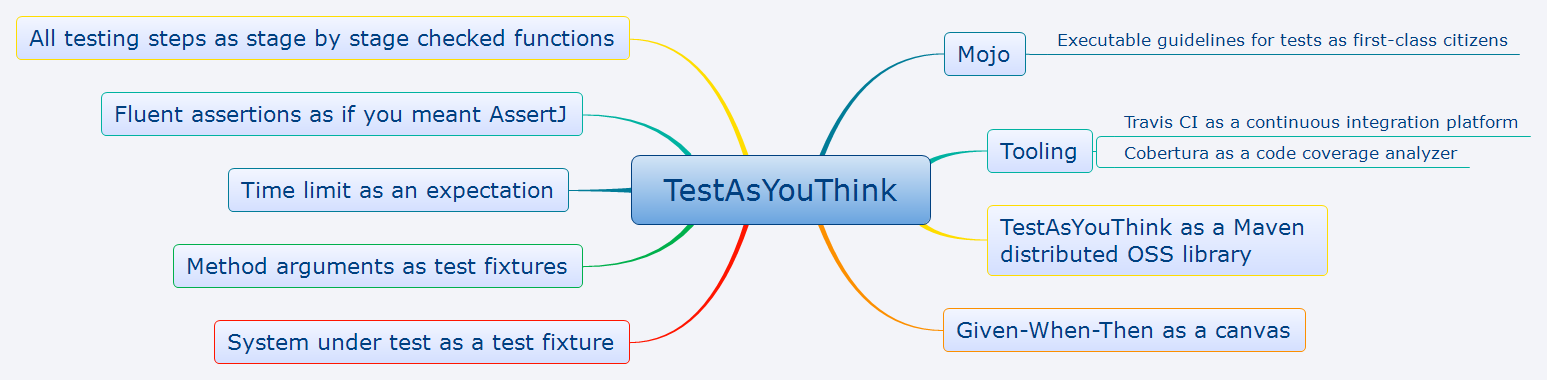 All testing steps as stage by stage checked functions
Fluent assertions as if you meant AssertJ
Time limit as an expectation
Method arguments as test fixtures
System under test as a test fixture
TestAsYouThink
Mojo
Executable guidelines for tests as first-class citizens
Tooling
Travis CI as a continuous integration platform
Cobertura as a code coverage analyzer
TestAsYouThink as a Maven
distributed OSS library
Given-When-Then as a canvas